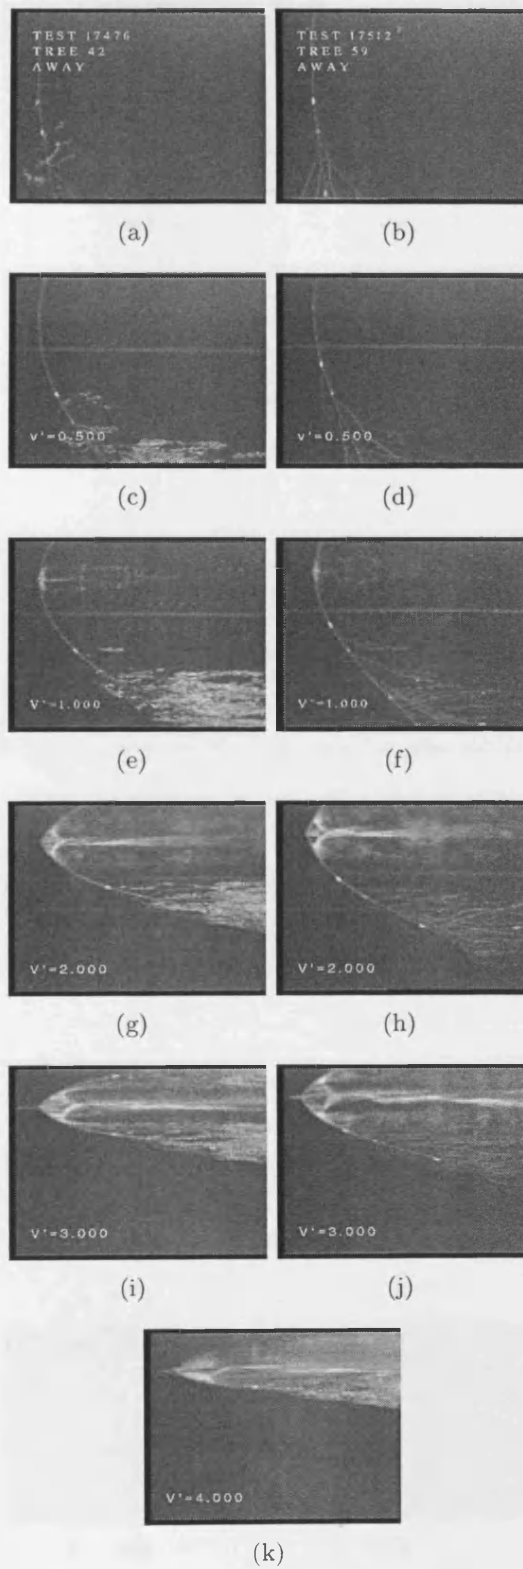 TEST 17476
TREE 42
AWAY
TEST 17512
TREE 59
AWAY
(a)
(b)
V'=0.500
V'=0.500
(c)
(d)
V'=1.000
V'=1.000
(e)
(f)
V'=2.000
V'=2.000
(g)
(h)
V'=3.000
V'=3.000
(i)
(j)
V'=4.000
(k)